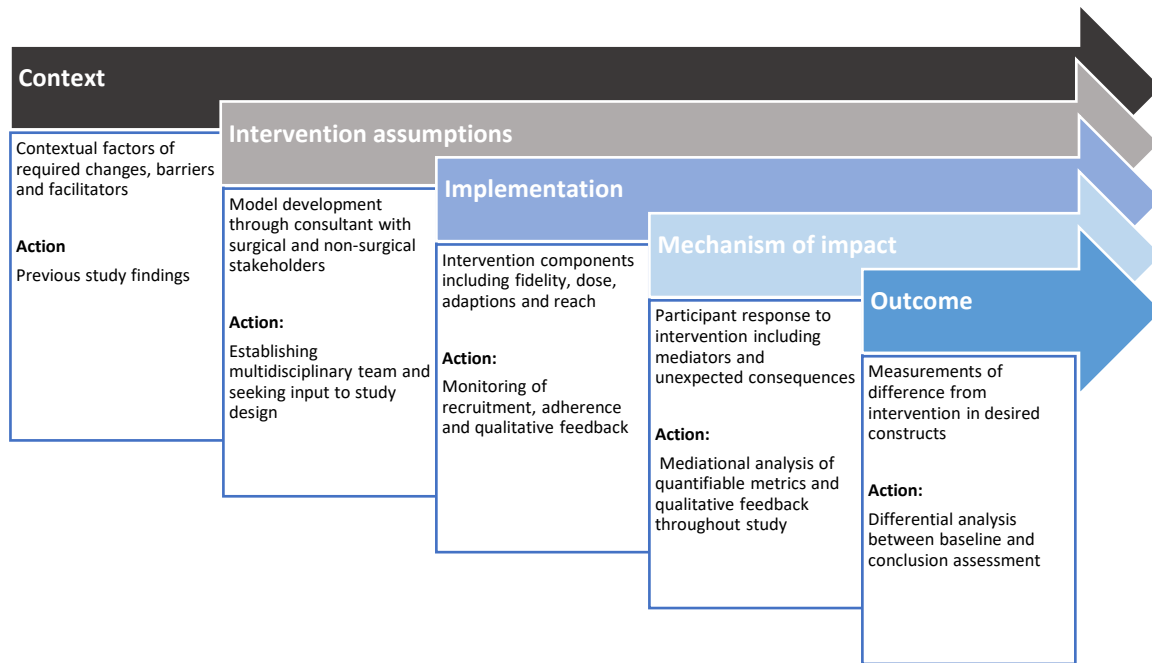 Context
Contextual factors of
required changes, barriers
and facilitators
Action
Previous study findings
Intervention assumptions
Model development
through consultant with
surgical and non-surgical
stakeholders
Action:
Establishing
multidisciplinary team and
seeking input to study
design
Implementation
Intervention components
including fidelity, dose,
adaptions and reach
Action:
Monitoring of
recruitment, adherence
and qualitative feedback
Mechanism of impact
Participant response to
intervention including
mediators and
unexpected consequences
Action:
Mediational analysis of
quantifiable metrics and
qualitative feedback
throughout study
Outcome
Measurements of
difference from
intervention in desired
constructs
Action:
Differential analysis
between baseline and
conclusion assessment